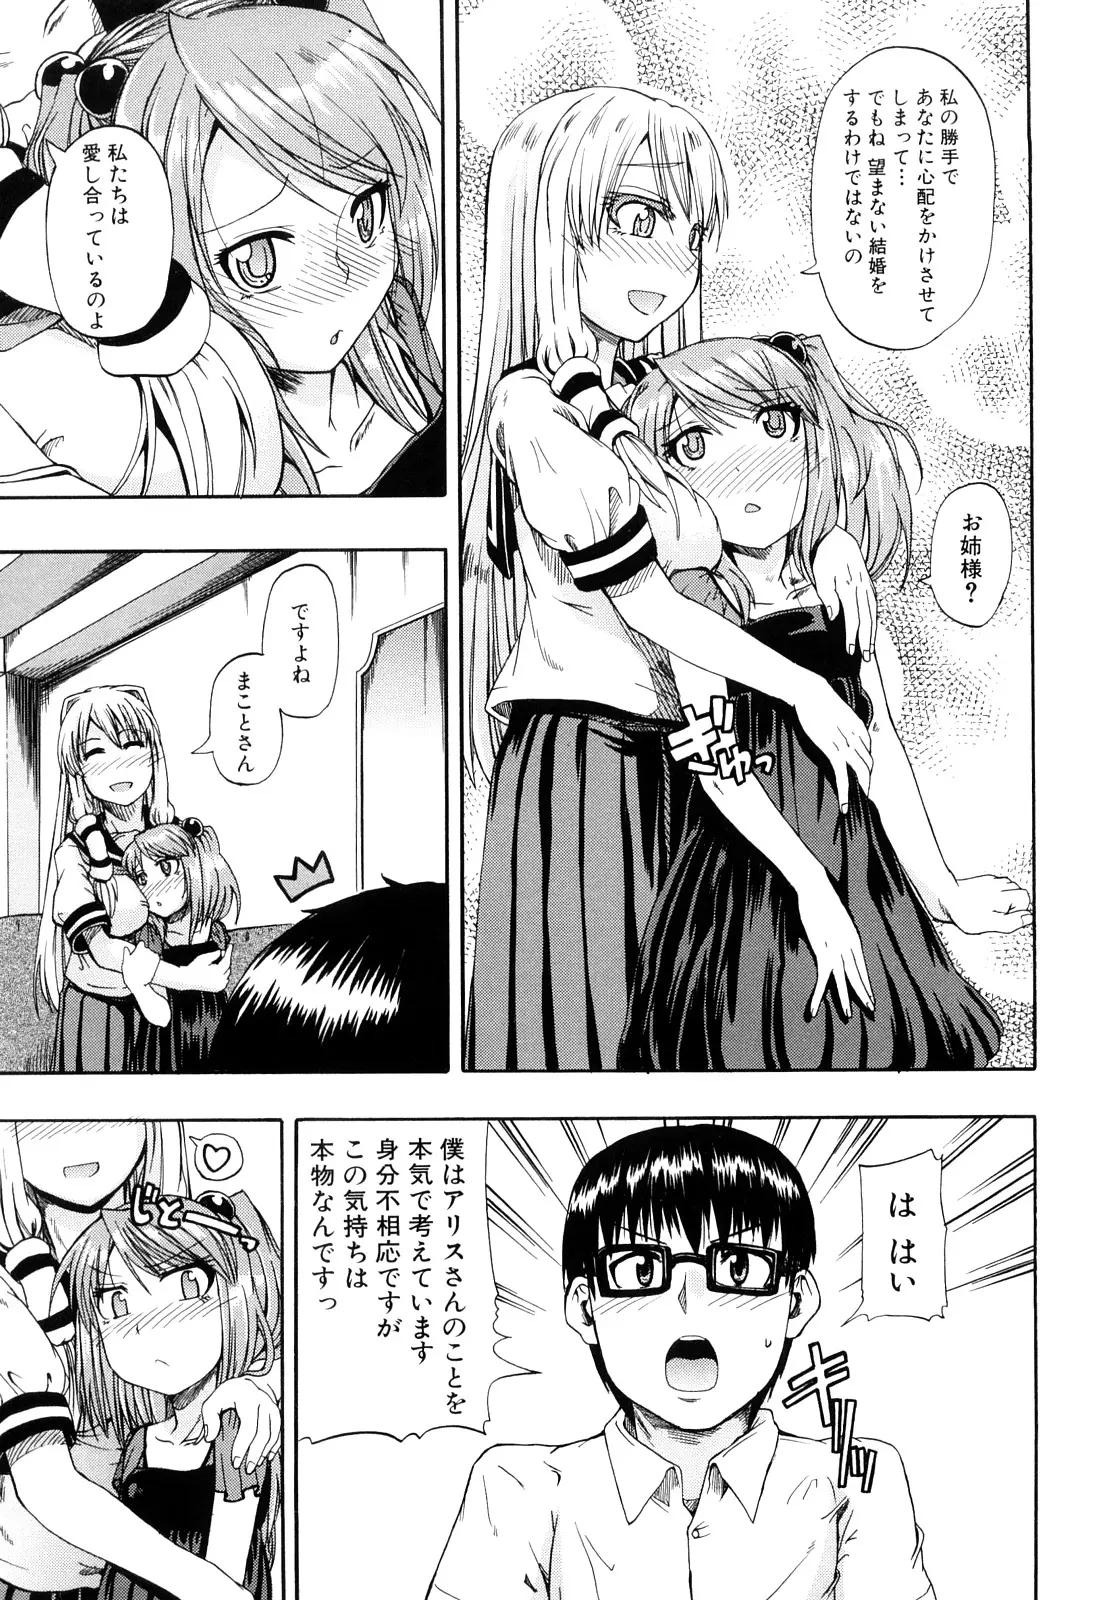 私の勝手で
あなたに心配をかけさせて
しまって…
でもね 望まない結婚を
するわけではないの
お姉様?
ギゅっ
私たちは
愛し合っているのよ
ですよね
まことさん
は はい
キリッ
僕はアリスさんのことを
本気で考えています
身分不相応ですが
この気持ちは
本物なんですっ
じとーっ